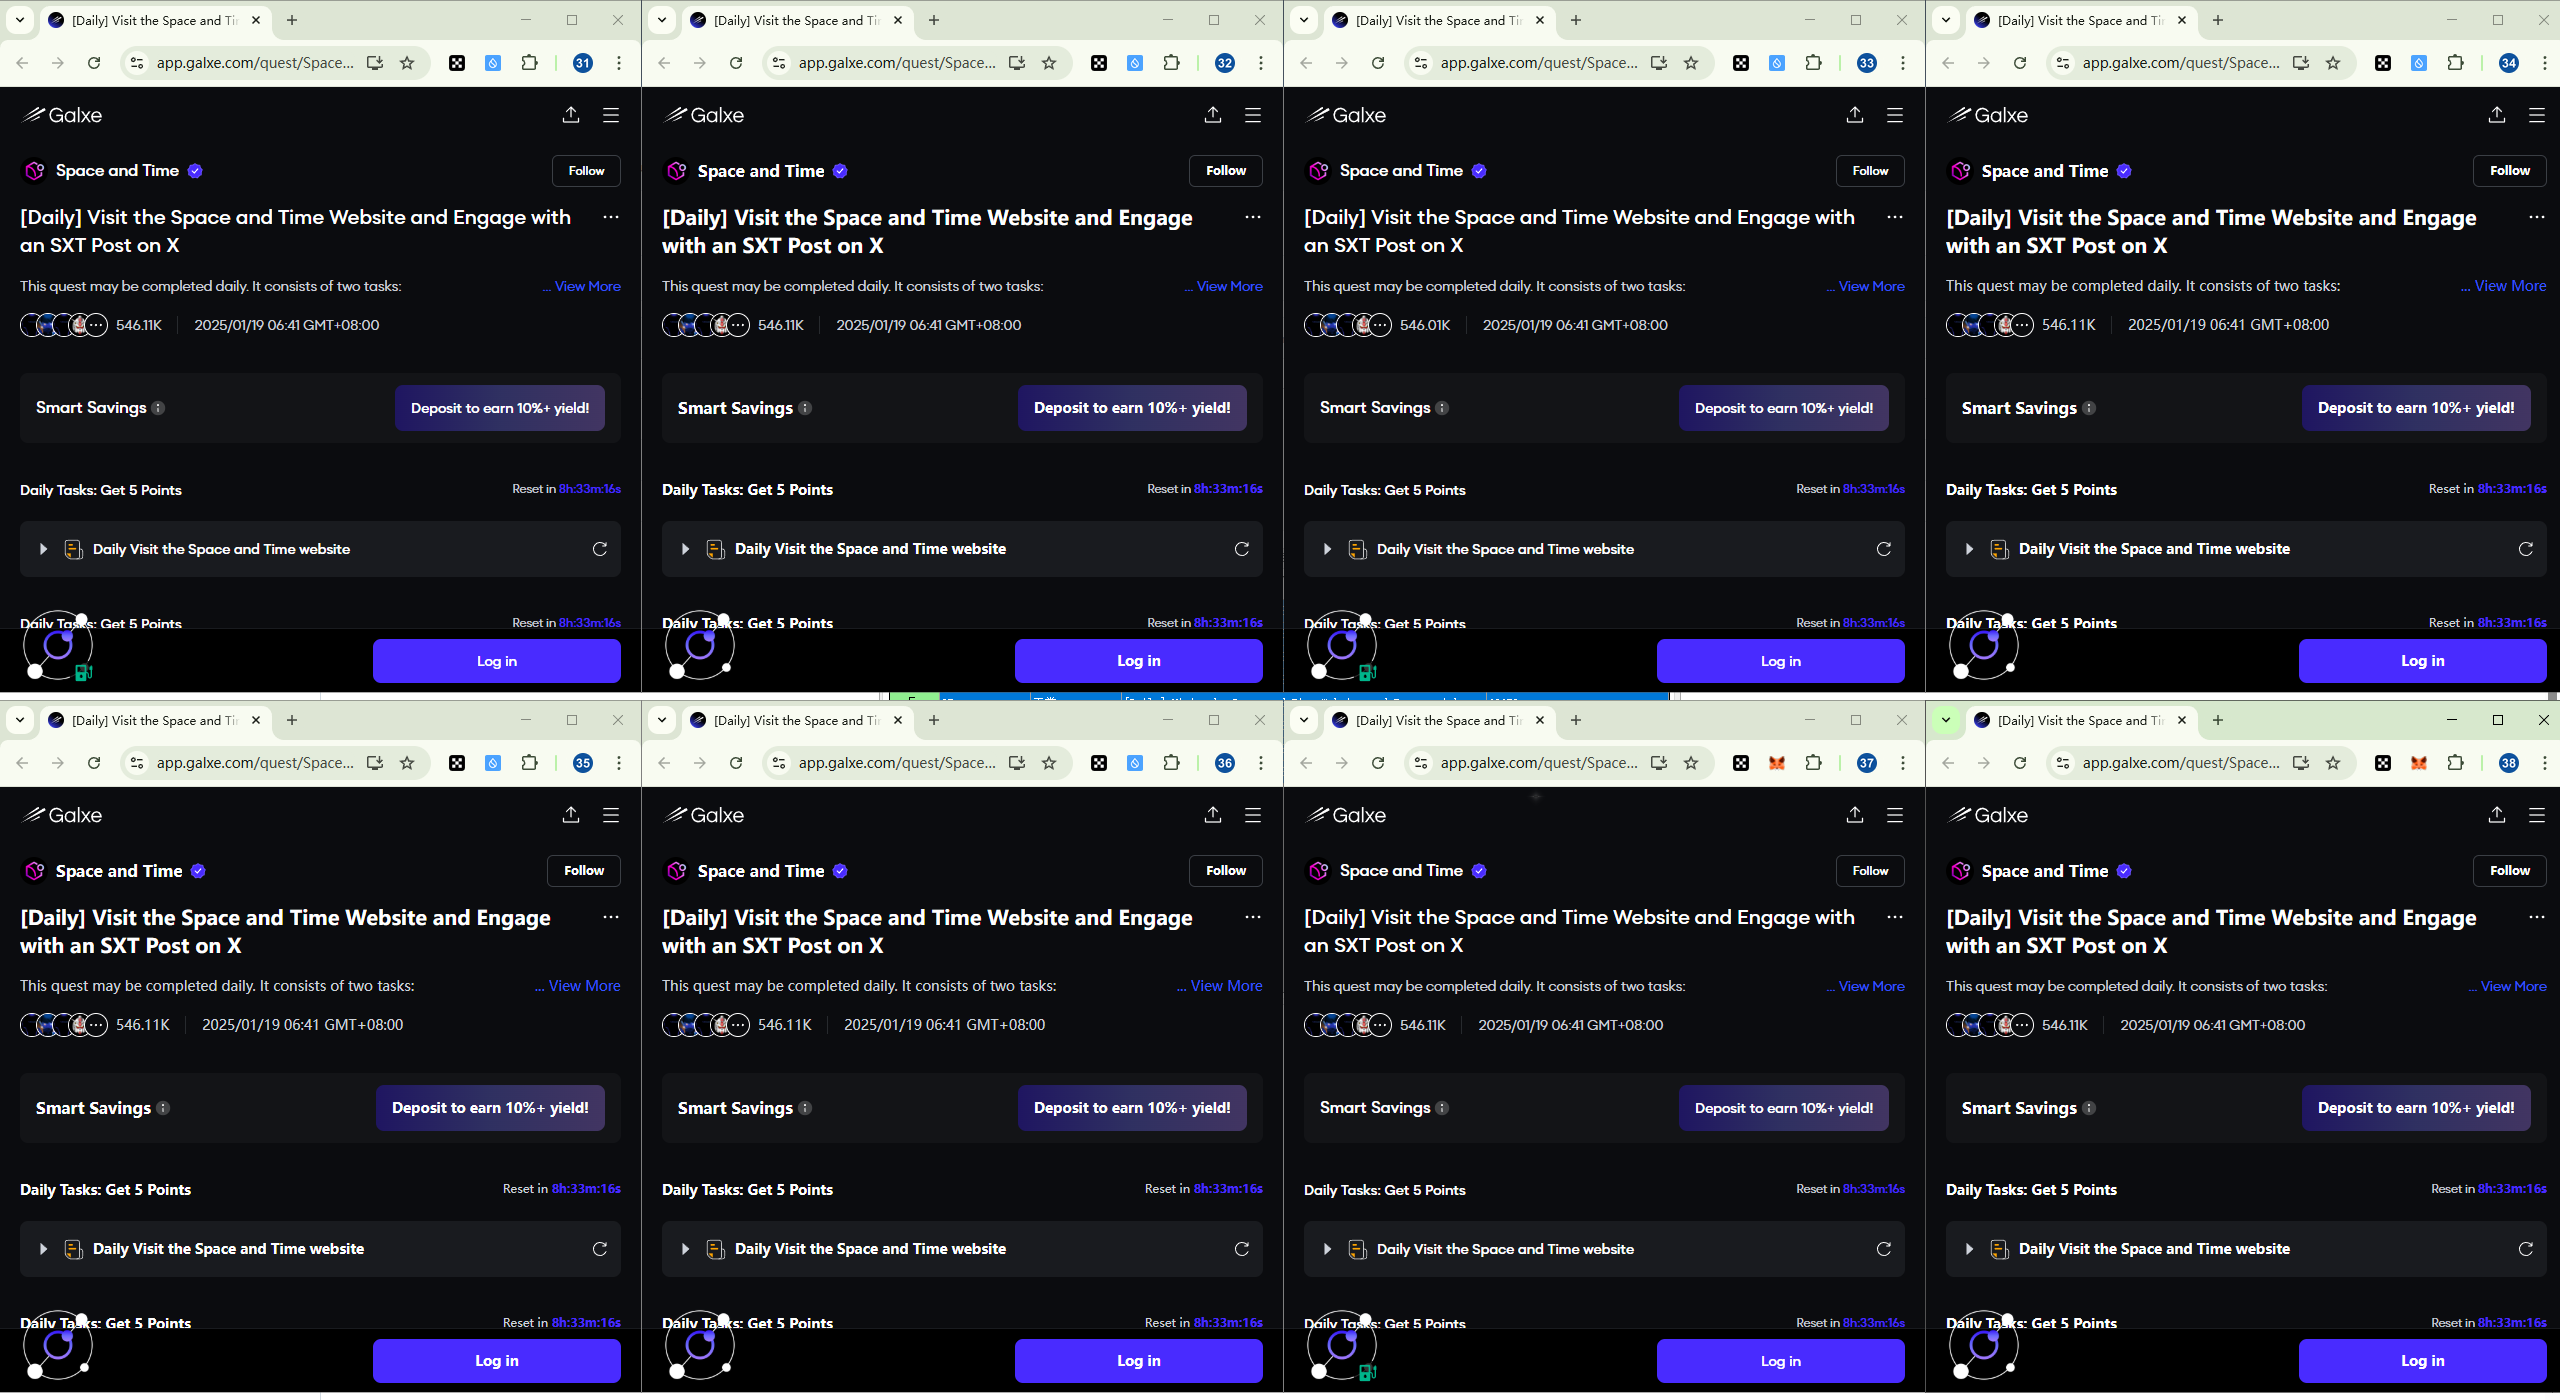 [Daily] Visit the Space and Ti
app.galxe.com/quest/Space...
31
Galxe
Space and Time
Follow
[Daily] Visit the Space and Time Website and Engage with
an SXT Post on X
This quest may be completed daily. It consists of two tasks:
... View More
546.11K
2025/01/19 06:41 GMT+08:00
Smart Savings
Deposit to earn 10%+ yield!
Daily Tasks: Get 5 Points
Reset in 8h:33m:16s
Daily Visit the Space and Time website
Daily Tasks: Get 5 Points
Reset in 8h:33m:16s
Log in
[Daily] Visit the Space and Ti
app.galxe.com/quest/Space...
32
Galxe
Space and Time
Follow
[Daily] Visit the Space and Time Website and Engage
with an SXT Post on X
This quest may be completed daily. It consists of two tasks:
... View More
546.11K
2025/01/19 06:41 GMT+08:00
Smart Savings
Deposit to earn 10%+ yield!
Daily Tasks: Get 5 Points
Reset in 8h:33m:16s
Daily Visit the Space and Time website
Daily Tasks: Get 5 Points
Reset in 8h:33m:16s
Log in
[Daily] Visit the Space and Ti
app.galxe.com/quest/Space...
33
Galxe
Space and Time
Follow
[Daily] Visit the Space and Time Website and Engage with
an SXT Post on X
This quest may be completed daily. It consists of two tasks:
... View More
546.01K
2025/01/19 06:41 GMT+08:00
Smart Savings
Deposit to earn 10%+ yield!
Daily Tasks: Get 5 Points
Reset in 8h:33m:16s
Daily Visit the Space and Time website
Daily Tasks: Get 5 Points
Reset in 8h:33m:16s
Log in
[Daily] Visit the Space and Ti
app.galxe.com/quest/Space...
34
Galxe
Space and Time
Follow
[Daily] Visit the Space and Time Website and Engage
with an SXT Post on X
This quest may be completed daily. It consists of two tasks:
... View More
546.11K
2025/01/19 06:41 GMT+08:00
Smart Savings
Deposit to earn 10%+ yield!
Daily Tasks: Get 5 Points
Reset in 8h:33m:16s
Daily Visit the Space and Time website
Daily Tasks: Get 5 Points
Reset in 8h:33m:16s
Log in
[Daily] Visit the Space and Ti
app.galxe.com/quest/Space...
35
Galxe
Space and Time
Follow
[Daily] Visit the Space and Time Website and Engage
with an SXT Post on X
This quest may be completed daily. It consists of two tasks:
... View More
546.11K
2025/01/19 06:41 GMT+08:00
Smart Savings
Deposit to earn 10%+ yield!
Daily Tasks: Get 5 Points
Reset in 8h:33m:16s
Daily Visit the Space and Time website
Daily Tasks: Get 5 Points
Reset in 8h:33m:16s
Log in
[Daily] Visit the Space and Ti
app.galxe.com/quest/Space...
36
Galxe
Space and Time
Follow
[Daily] Visit the Space and Time Website and Engage
with an SXT Post on X
This quest may be completed daily. It consists of two tasks:
... View More
546.11K
2025/01/19 06:41 GMT+08:00
Smart Savings
Deposit to earn 10%+ yield!
Daily Tasks: Get 5 Points
Reset in 8h:33m:16s
Daily Visit the Space and Time website
Daily Tasks: Get 5 Points
Reset in 8h:33m:16s
Log in
[Daily] Visit the Space and Ti
app.galxe.com/quest/Space...
37
Galxe
Space and Time
Follow
[Daily] Visit the Space and Time Website and Engage with
an SXT Post on X
This quest may be completed daily. It consists of two tasks:
... View More
546.11K
2025/01/19 06:41 GMT+08:00
Smart Savings
Deposit to earn 10%+ yield!
Daily Tasks: Get 5 Points
Reset in 8h:33m:16s
Daily Visit the Space and Time website
Daily Tasks: Get 5 Points
Reset in 8h:33m:16s
Log in
[Daily] Visit the Space and Ti
app.galxe.com/quest/Space...
38
Galxe
Space and Time
Follow
[Daily] Visit the Space and Time Website and Engage
with an SXT Post on X
This quest may be completed daily. It consists of two tasks:
... View More
546.11K
2025/01/19 06:41 GMT+08:00
Smart Savings
Deposit to earn 10%+ yield!
Daily Tasks: Get 5 Points
Reset in 8h:33m:16s
Daily Visit the Space and Time website
Daily Tasks: Get 5 Points
Reset in 8h:33m:16s
Log in